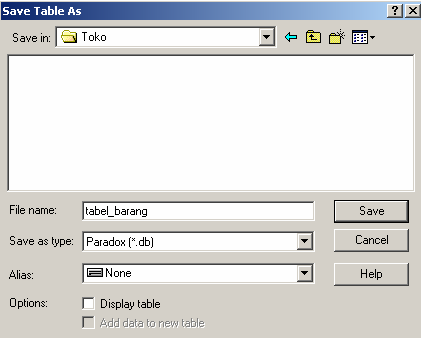 Save Table As
Save in: Toko
File name: tabel_barang Save
Save as type: Paradox (*.db) Cancel
Alias: None Help
Options: Display table
Add data to new table